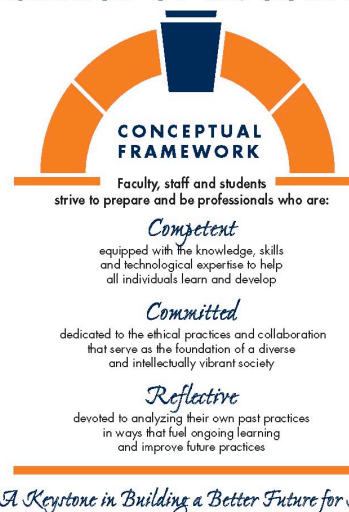 CONCEPTUAL
FRAMEWORK
Faculty, staff and students
strive to prepare and be professionals who are:
Competent
equipped with the knowledge, skills
and technological expertise to help
all individuals learn and develop
Committed
dedicated to the ethical practices and collaboration
that serve as the foundation of a diverse
and intellectually vibrant society
Reflective
devoted to analyzing their own past practices
in ways that fuel ongoing learning
and improve future practices
A Keystone in Building a Better Future for